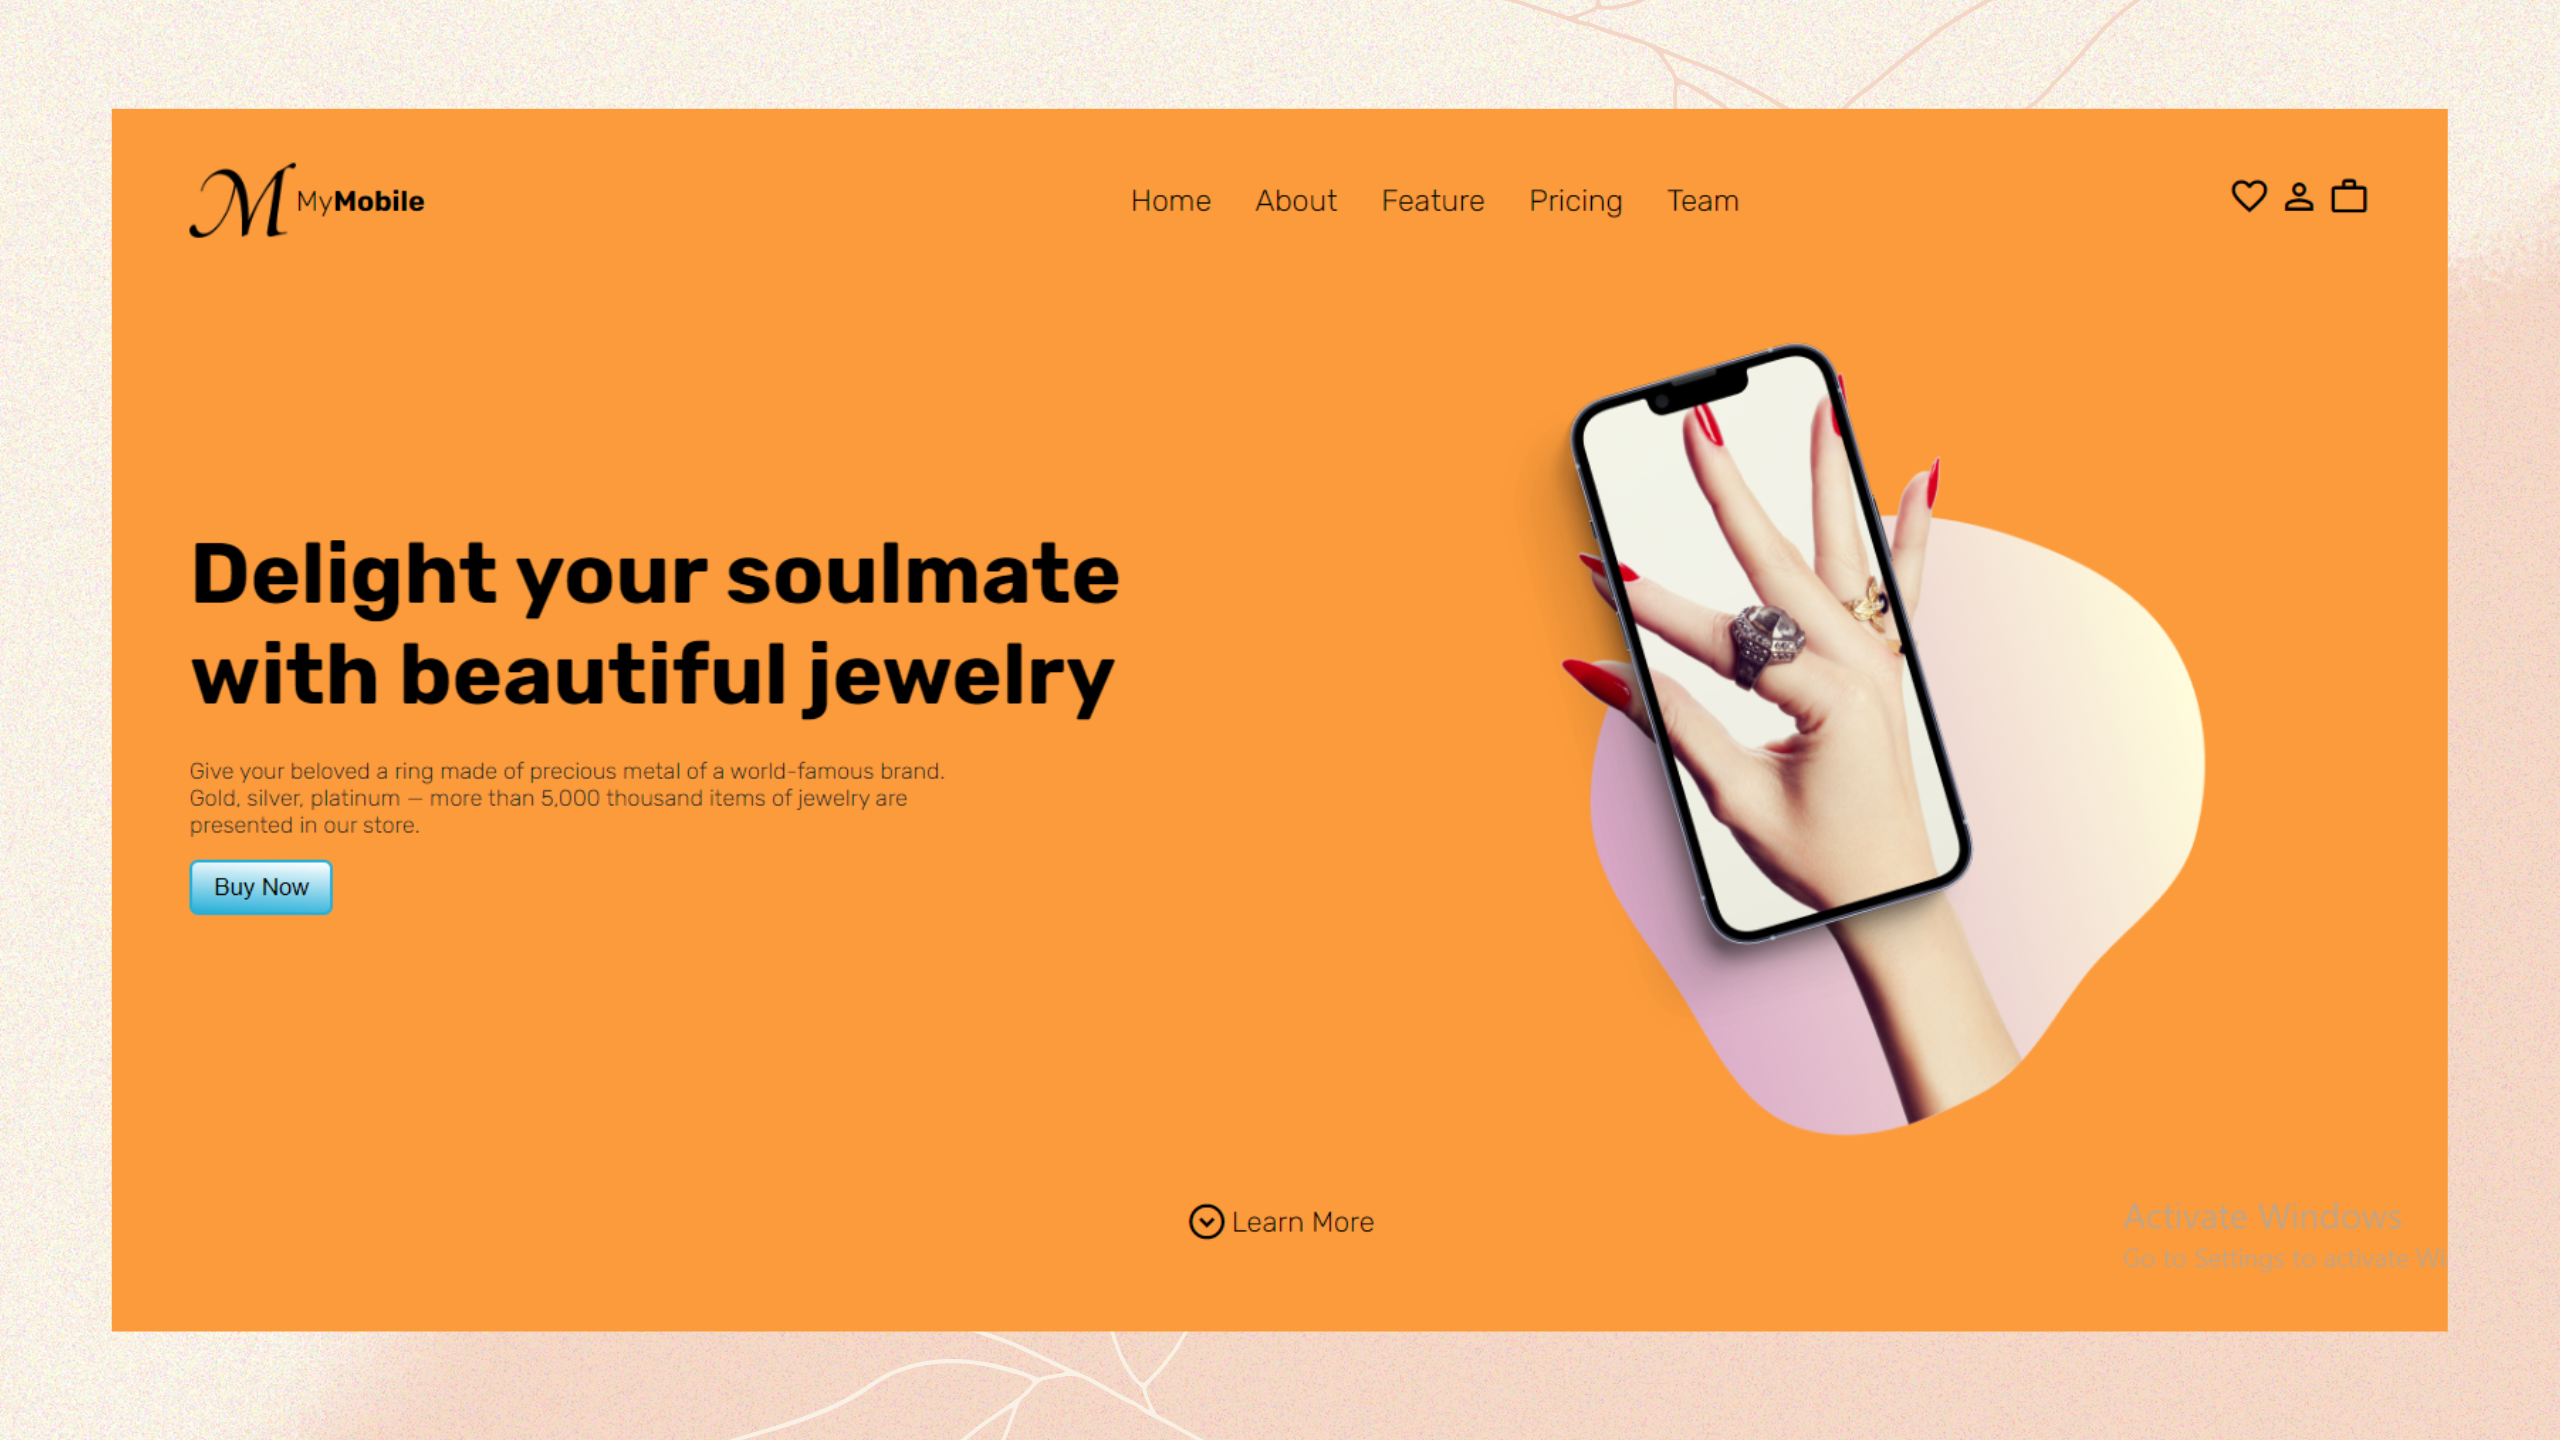 M MyMobile
Home About Feature Pricing Team
Delight your soulmate
with beautiful jewelry
Give your beloved a ring made of precious metal of a world-famous brand.
Gold, silver, platinum – more than 5,000 thousand items of jewelry are
presented in our store.
Buy Now
Learn More
Activate Windows
Go to Settings to activate Wi